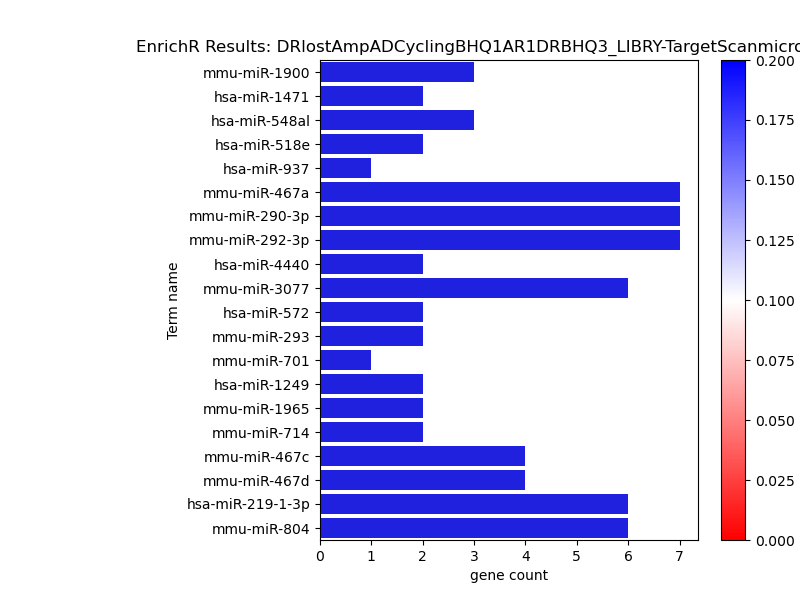 EnrichR Results: DRlostAmpADCyclingBHQ1AR1DRBHQ3_LIBRY-TargetScanmicro
mmu-miR-1900
hsa-miR-1471
hsa-miR-548al
hsa-miR-518e
hsa-miR-937
mmu-miR-467a
mmu-miR-290-3p
mmu-miR-292-3p
hsa-miR-4440
mmu-miR-3077
hsa-miR-572
mmu-miR-293
mmu-miR-701
hsa-miR-1249
mmu-miR-1965
mmu-miR-714
mmu-miR-467c
mmu-miR-467d
hsa-miR-219-1-3p
mmu-miR-804
Term name
0 1 2 3 4 5 6 7
gene count
0.200
0.175
0.150
0.125
0.100
0.075
0.050
0.025
0.000